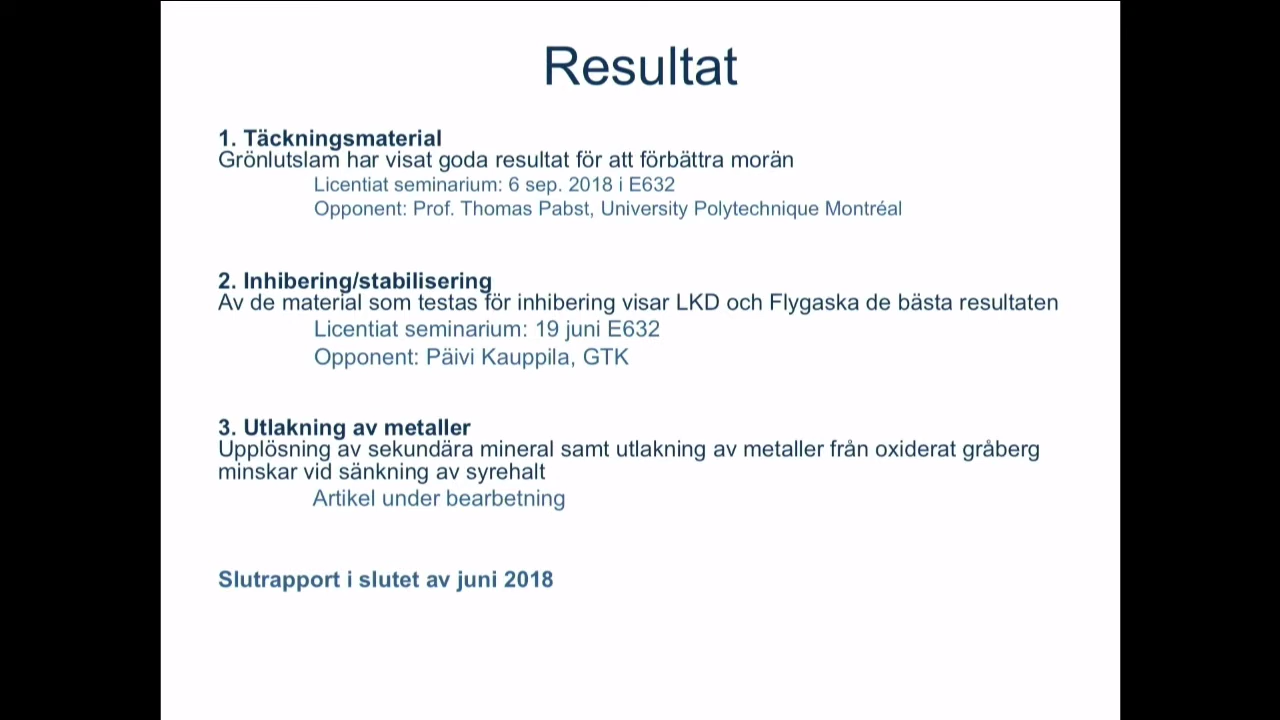 Resultat
1. Täckningsmaterial
Grönlutslam har visat goda resultat för att förbättra morän
Licentiat seminarium: 6 sep. 2018 i E632
Opponent: Prof. Thomas Pabst, University Polytechnique Montréal
2. Inhibering/stabilisering
Av de material som testas för inhibering visar LKD och Flygaska de bästa resultaten
Licentiat seminarium: 19 juni E632
Opponent: Päivi Kauppila, GTK
3. Utlakning av metaller
Upplösning av sekundära mineral samt utlakning av metaller från oxiderat gråberg
minskar vid sänkning av syrehalt
Artikel under bearbetning
Slutrapport i slutet av juni 2018